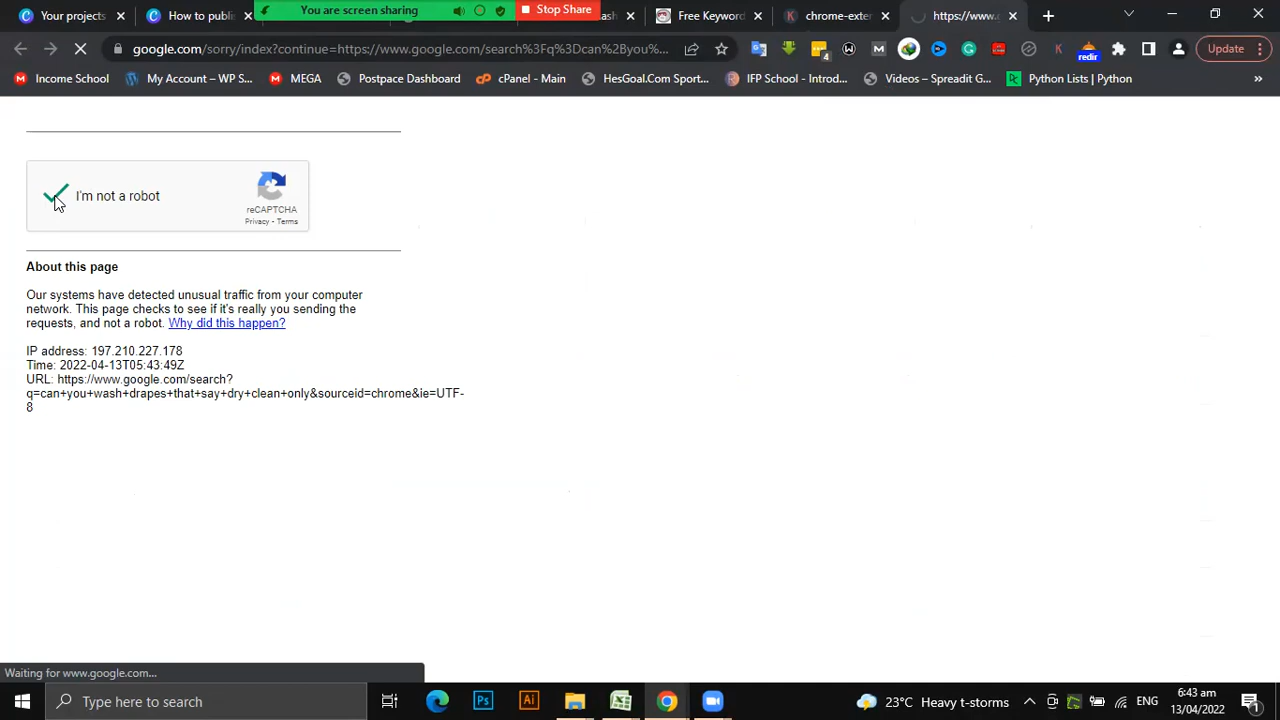 You are screen sharing
Stop Share
Your projects
How to publi
ash
Free Keyword
chrome-exter
https://www.
google.com/sorry/index?continue=https://www.google.com/search%3Fq%3Dcan%2Byou%...
4
redir
Update
Income School
My Account – WP S...
MEGA
Postpace Dashboard
cPanel - Main
HesGoal.Com Sport...
IFP School - Introd...
Videos – Spreadit G...
Python Lists | Pytho...
I'm not a robot
reCAPTCHA
Privacy - Terms
About this page
Our systems have detected unusual traffic from your computer
network. This page checks to see if it's really you sending the
requests, and not a robot. Why did this happen?
IP address: 197.210.227.178
Time: 2022-04-13T05:43:49Z
URL: https://www.google.com/search?
q=can+you+wash+drapes+that+say+dry+clean+only&sourceid=chrome&ie=UTF-
8
Waiting for www.google.com...
Type here to search
23°C Heavy t-storms
ENG
6:43 am
13/04/2022
1